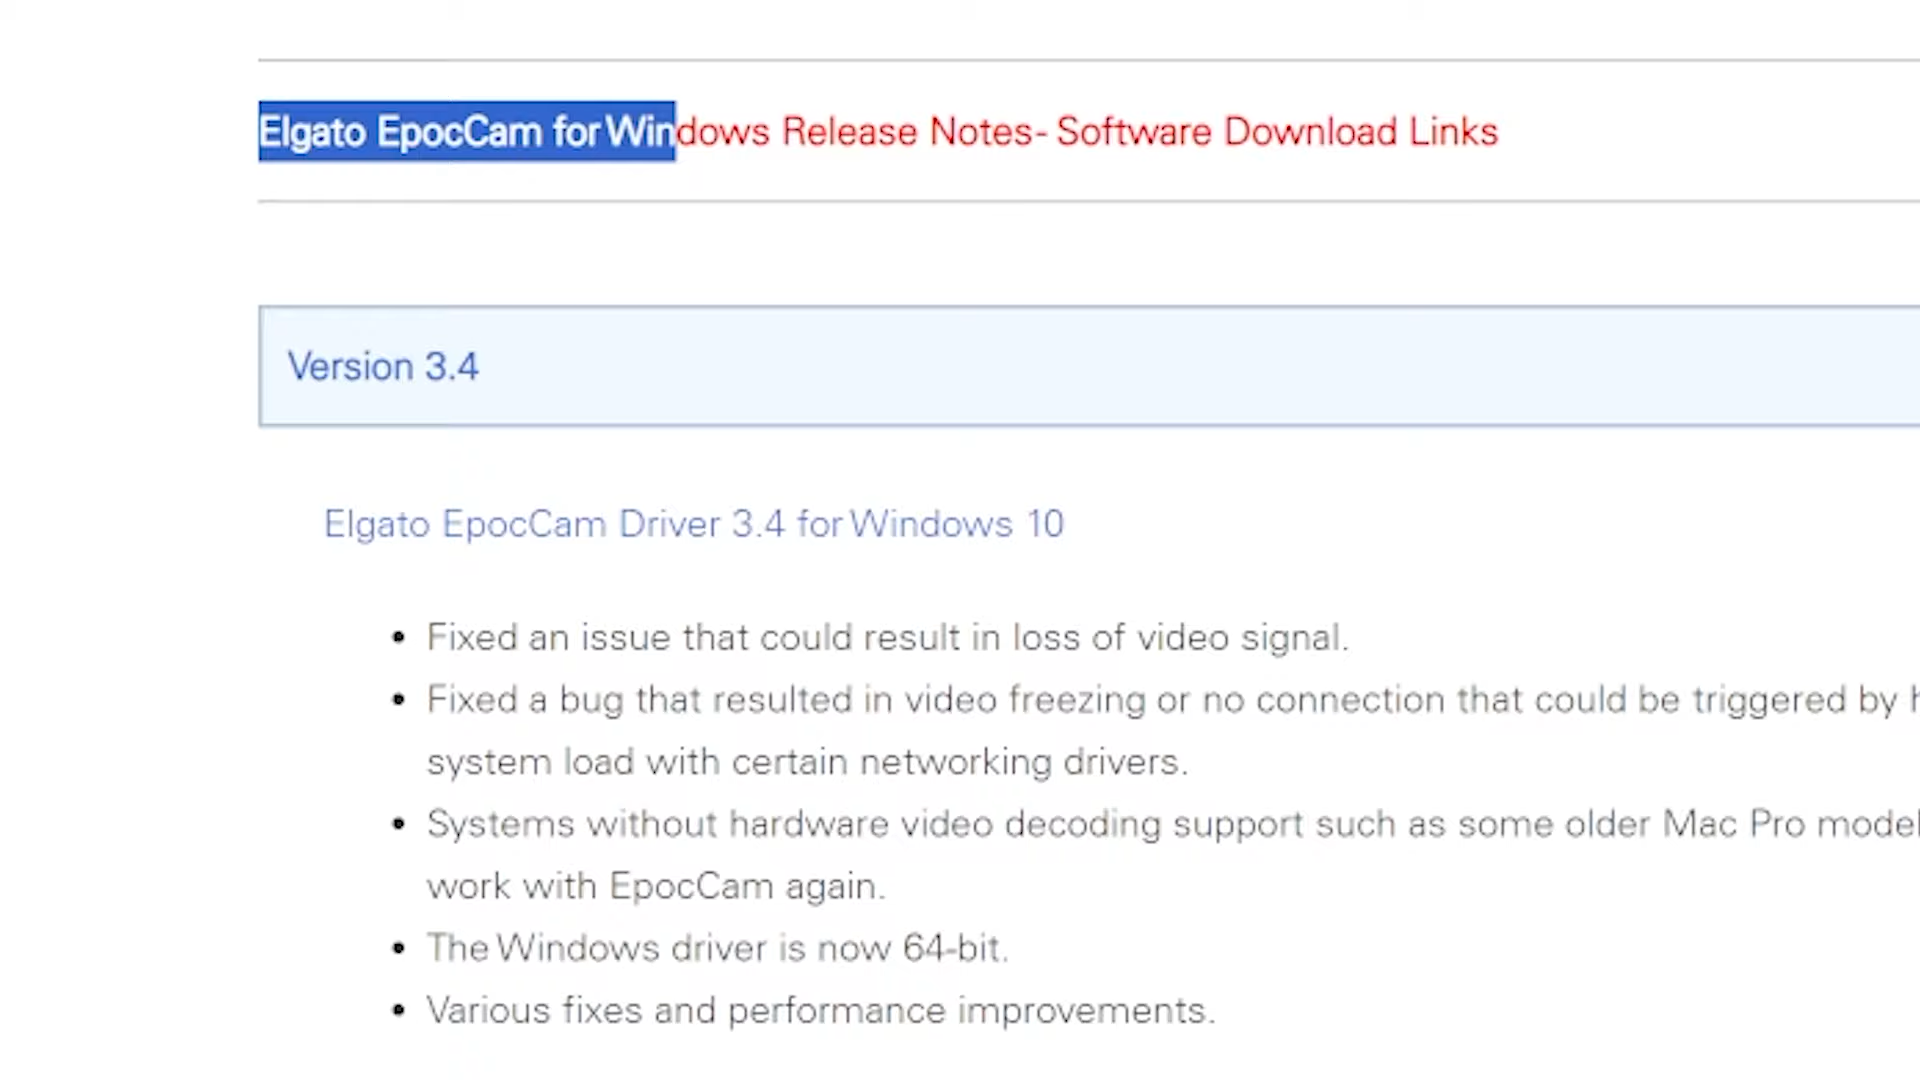 Elgato EpocCam for Windows Release Notes- Software Download Links
Version 3.4
Elgato EpocCam Driver 3.4 for Windows 10
• Fixed an issue that could result in loss of video signal.
• Fixed a bug that resulted in video freezing or no connection that could be triggered by
system load with certain networking drivers.
• Systems without hardware video decoding support such as some older Mac Pro
work with EpocCam again.
• The Windows driver is now 64-bit.
• Various fixes and performance improvements.